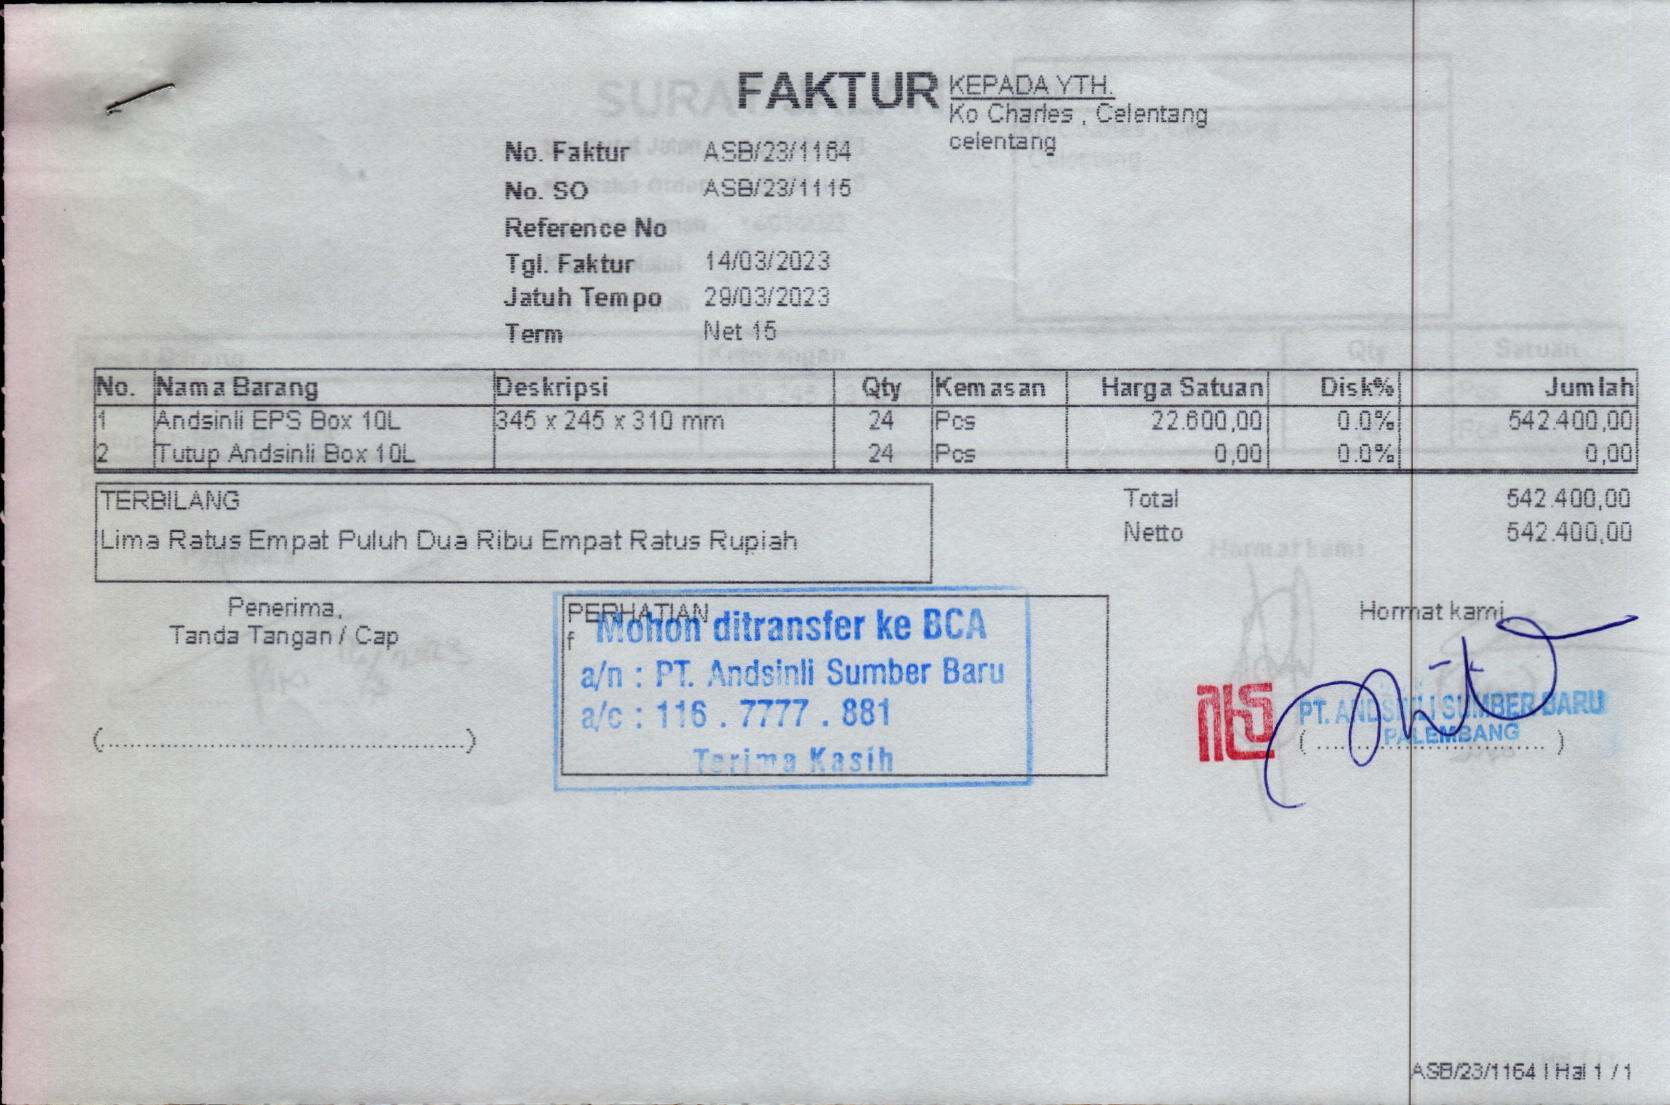 FAKTUR
KEPADA YTH.
Ko Charles , Celentang
celentang
No. Faktur ASB/23/1164
No. SO ASB/23/1115
Reference No
Tgl. Faktur 14/03/2023
Jatuh Tempo 29/03/2023
Term Net 15
No. Nama Barang Deskripsi Qty Kemasan Harga Satuan Disk% Jumlah
1 Andsinli EPS Box 10L 345 x 245 x 310 mm 24 Pcs 22.600,00 0.0% 542.400,00
2 Tutup Andsinli Box 10L 24 Pcs 0,00 0.0% 0,00
TERBILANG
Lima Ratus Empat Puluh Dua Ribu Empat Ratus Rupiah
Total 542.400,00
Netto 542.400,00
Penerima,
Tanda Tangan / Cap
(................................................)
PERHATIAN
f
Mohon ditransfer ke BCA
a/n : PT. Andsinli Sumber Baru
a/c : 116 . 7777 . 881
Terima Kasih
Hormat kami
PT. ANDSINLI SUMBER BARU
PALEMBANG
( .............................. )
ASB/23/1164 | Hal 1 / 1